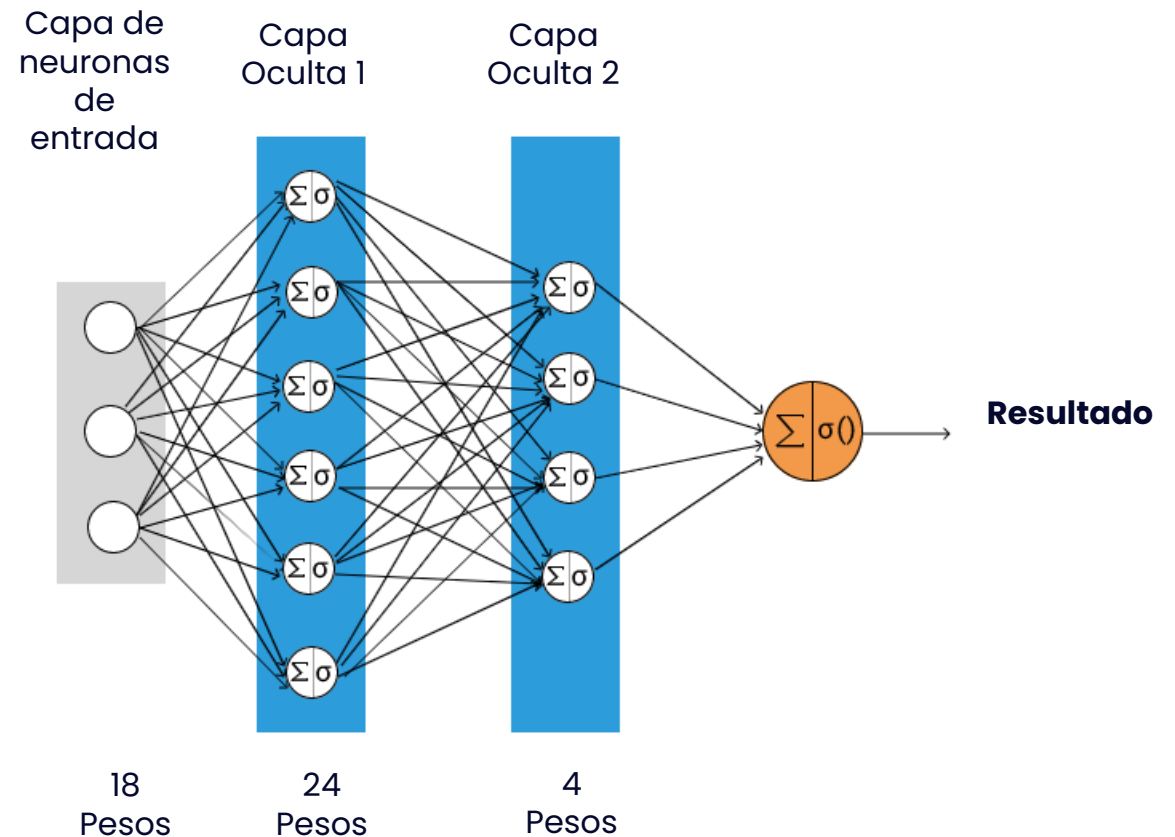 Capa de
neuronas
de
entrada
Capa
Oculta 1
Capa
Oculta 2
Σ σ
Σ σ
Σ σ
Σ σ
Σ σ
Σ σ
Σ σ
Σ σ
Σ σ
Σ σ
Σ σ()
Resultado
18
Pesos
24
Pesos
4
Pesos